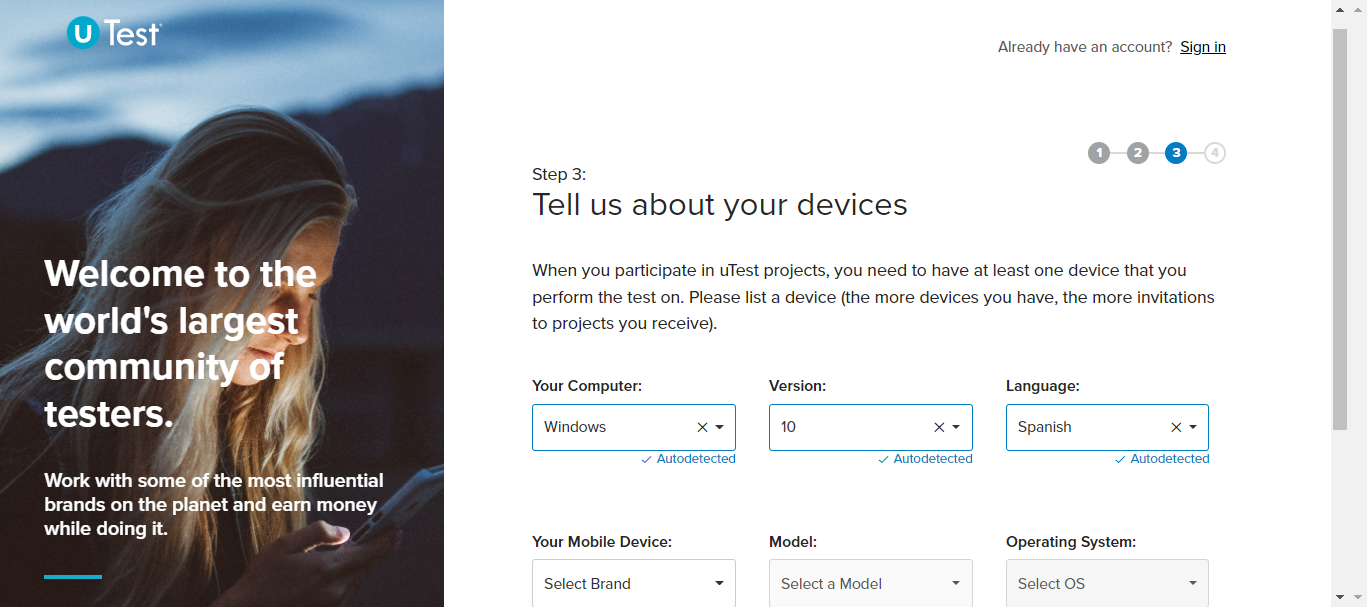 U Test
Already have an account? Sign in
1 2 3 4
Step 3:
Tell us about your devices
Welcome to the
world's largest
community of
testers.
Work with some of the most influential
brands on the planet and earn money
while doing it.
When you participate in uTest projects, you need to have at least one device that you
perform the test on. Please list a device (the more devices you have, the more invitations
to projects you receive).
Your Computer: Version: Language:
Windows 10 Spanish
Autodetected Autodetected Autodetected
Your Mobile Device: Model: Operating System:
Select Brand Select a Model Select OS